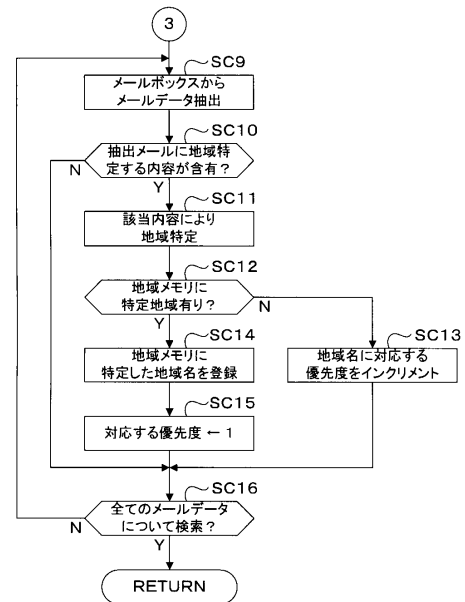 3
SC9
メールボックスから
メールデータ抽出
SC10
抽出メールに地域特
定する内容が含有?
N
Y
SC11
該当内容により
地域特定
SC12
地域メモリに
特定地域有り?
N
Y
SC14
地域メモリに
特定した地域名を登録
SC13
地域名に対応する
優先度をインクリメント
SC15
対応する優先度 ← 1
SC16
全てのメールデータ
について検索?
N
Y
RETURN